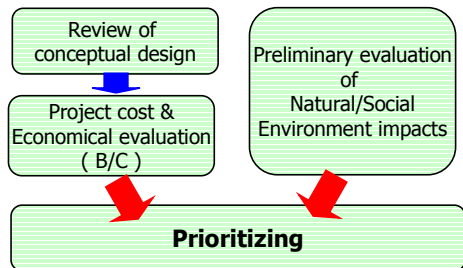 Review of
conceptual design
Project cost &
Economical evaluation
( B/C )
Preliminary evaluation
of
Natural/Social
Environment impacts
Prioritizing